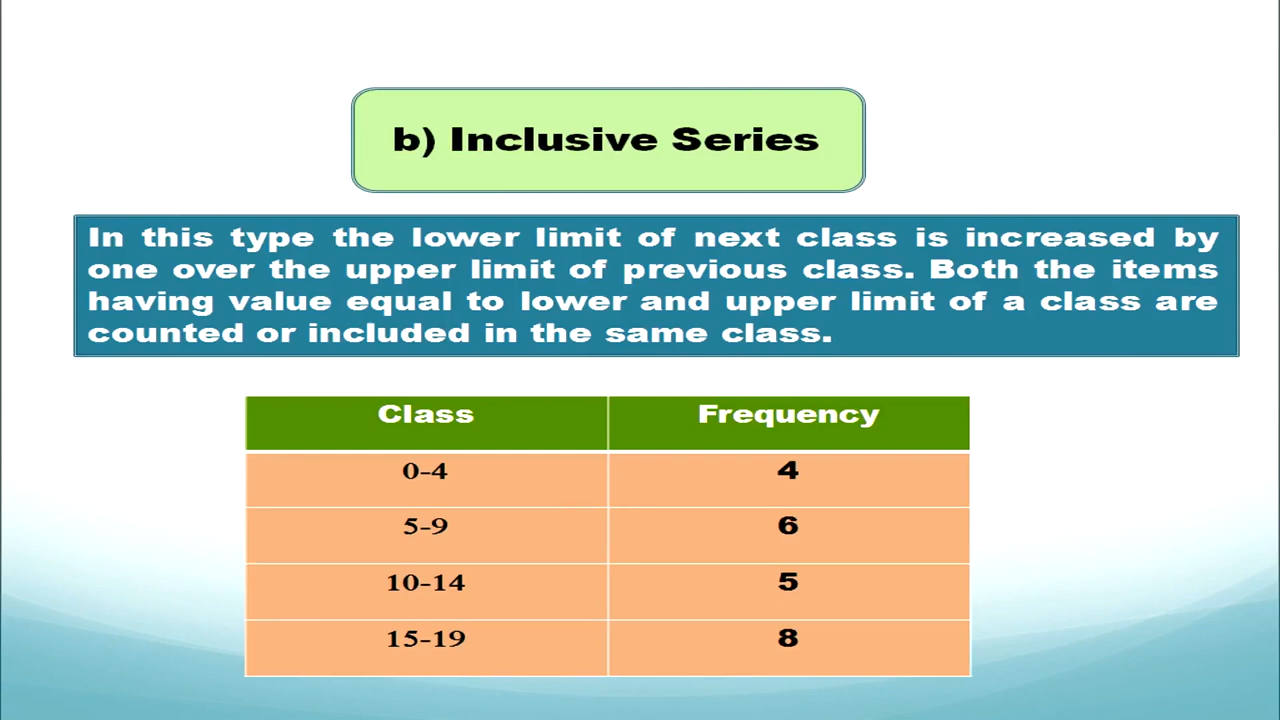 b) Inclusive Series
In this type the lower limit of next class is increased by
one over the upper limit of previous class. Both the items
having value equal to lower and upper limit of a class are
counted or included in the same class.
Class Frequency
0-4 4
5-9 6
10-14 5
15-19 8